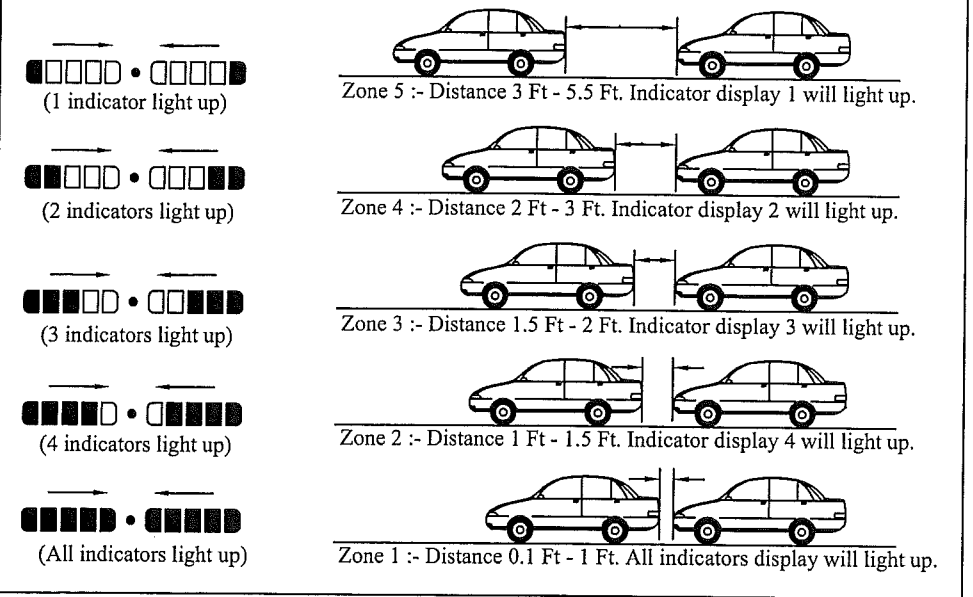 (1 indicator light up)
Zone 5 :- Distance 3 Ft - 5.5 Ft. Indicator display 1 will light up.
(2 indicators light up)
Zone 4 :- Distance 2 Ft - 3 Ft. Indicator display 2 will light up.
(3 indicators light up)
Zone 3 :- Distance 1.5 Ft - 2 Ft. Indicator display 3 will light up.
(4 indicators light up)
Zone 2 :- Distance 1 Ft - 1.5 Ft. Indicator display 4 will light up.
(All indicators light up)
Zone 1 :- Distance 0.1 Ft - 1 Ft. All indicators display will light up.